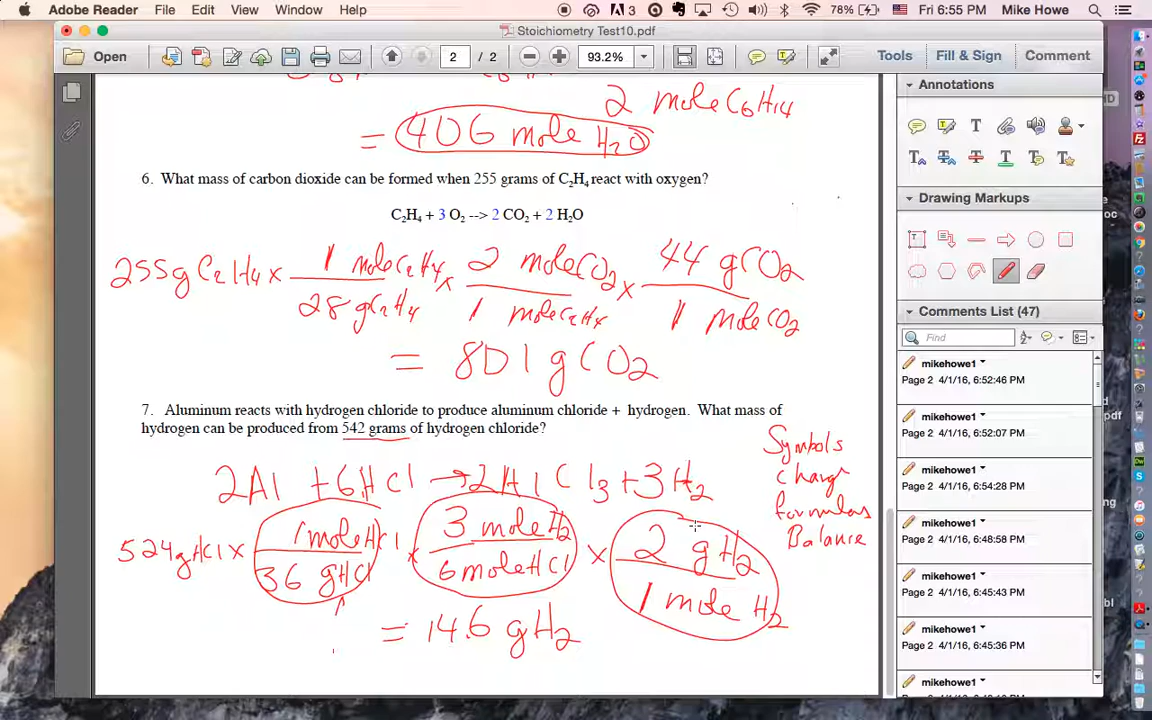 Adobe Reader File Edit View Window Help 3 78% Fri 6:55 PM Mike Howe
Stoichiometry Test10.pdf
Open 2 / 2 93.2% Tools Fill & Sign Comment
Annotations
Drawing Markups
Comments List (47)
Find
mikehowe1
Page 2 4/1/16, 6:52:46 PM
mikehowe1
Page 2 4/1/16, 6:52:07 PM
mikehowe1
Page 2 4/1/16, 6:54:28 PM
mikehowe1
Page 2 4/1/16, 6:48:58 PM
mikehowe1
Page 2 4/1/16, 6:45:43 PM
mikehowe1
Page 2 4/1/16, 6:45:36 PM
mikehowe1
2 mole C6H14
= 406 mole H2O
6. What mass of carbon dioxide can be formed when 255 grams of C₂H₄ react with oxygen?
C₂H₄ + 3 O₂ --> 2 CO₂ + 2 H₂O
255g C2H4 x 1 mole C2H4 x 2 mole CO2 x 44 g CO2
28 g C2H4 1 mole C2H4 1 mole CO2
= 801 g CO2
7. Aluminum reacts with hydrogen chloride to produce aluminum chloride + hydrogen. What mass of
hydrogen can be produced from 542 grams of hydrogen chloride?
Symbols
charge
formulas
Balance
2Al + 6HCl → 2AlCl3 + 3H2
524g HCl x 1 mole HCl x 3 mole H2 x 2 g H2
36 g HCl 6 mole HCl 1 mole H2
= 14.6 g H2